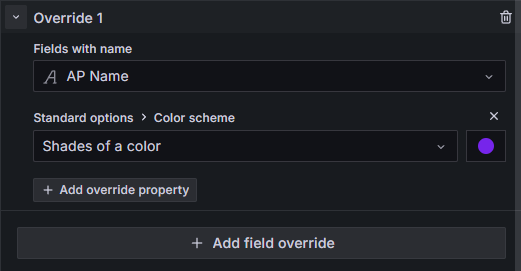 Override 1
Fields with name
AP Name
Standard options > Color scheme
Shades of a color
+ Add override property
+ Add field override